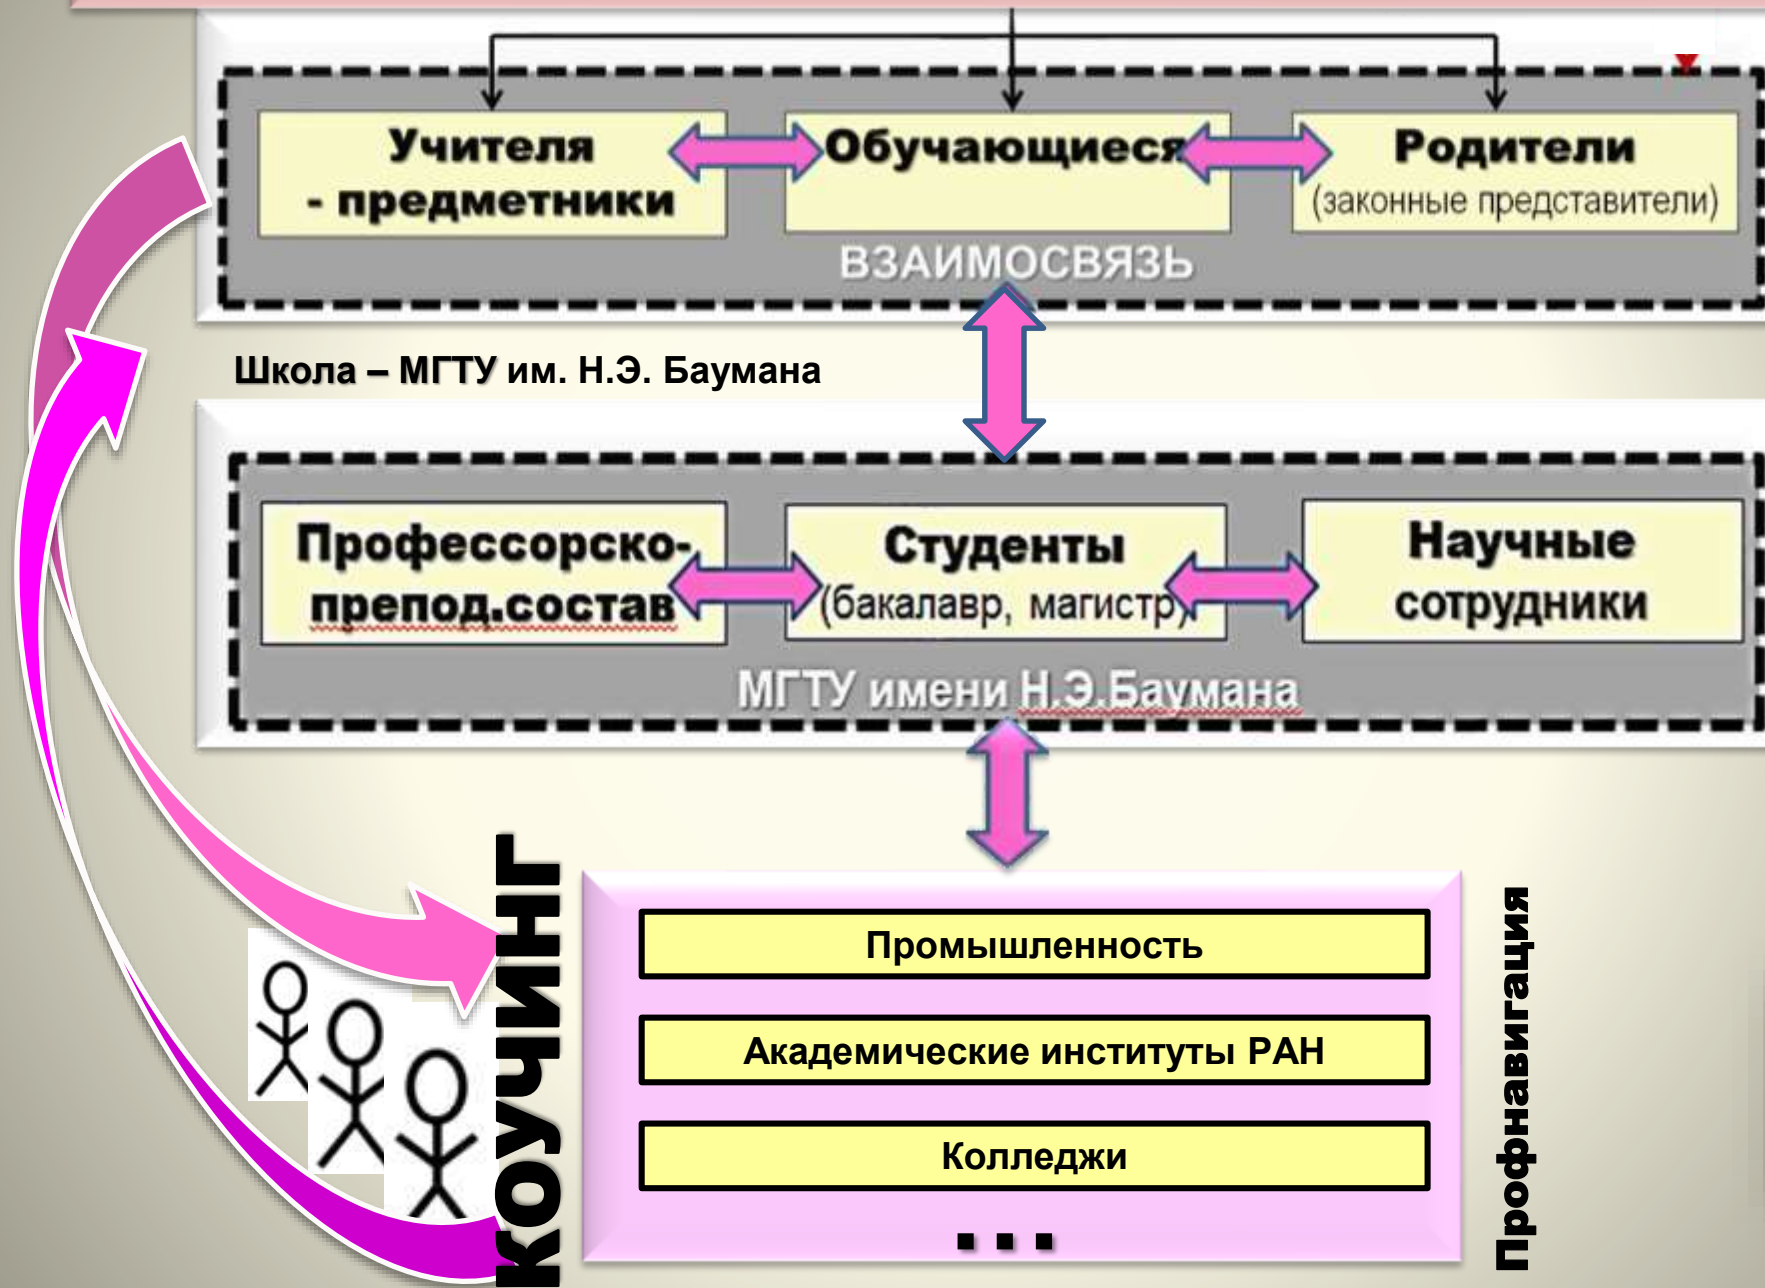 Учителя
- предметники
Обучающиеся
Родители
(законные представители)
ВЗАИМОСВЯЗЬ
Школа – МГТУ им. Н.Э. Баумана
Профессорско-
препод.состав
Студенты
(бакалавр, магистр)
Научные
сотрудники
МГТУ имени Н.Э.Баумана
коучинг
Промышленность
Академические институты РАН
Колледжи
...
Профнавигация